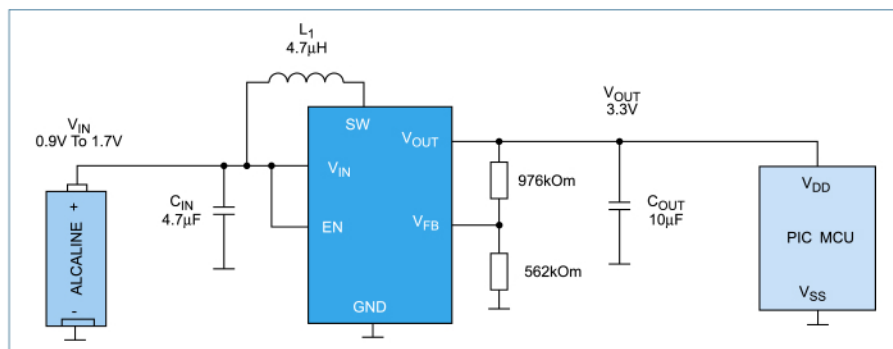 L1
4.7μH
VIN
0.9V To 1.7V
VOUT
3.3V
SW
VOUT
VIN
976kOm
CIN
4.7μF
EN
VFB
COUT
10μF
VDD
PIC MCU
VSS
562kOm
GND
+
ALCALINE
-